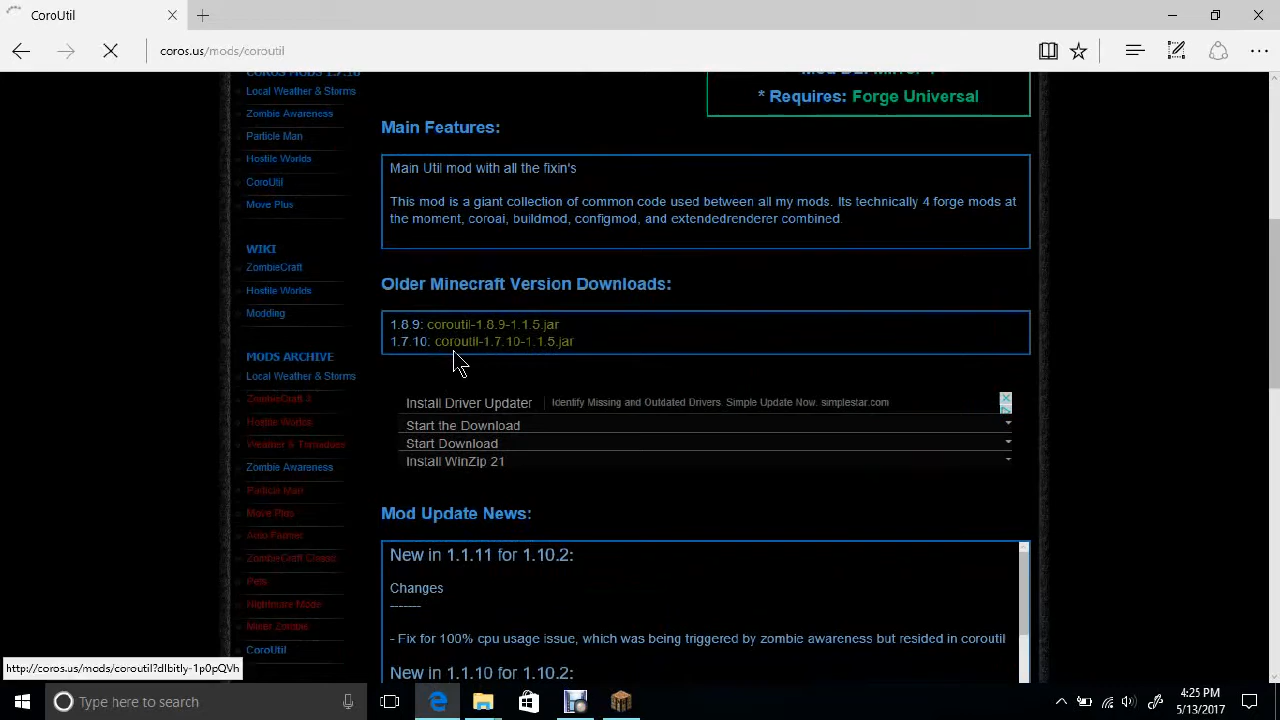 CoroUtil
coros.us/mods/coroutil
COROS MODS 1.7.10
Local Weather & Storms
Zombie Awareness
Particle Man
Hostile Worlds
CoroUtil
Move Plus
WIKI
ZombieCraft
Hostile Worlds
Modding
MODS ARCHIVE
Local Weather & Storms
ZombieCraft 3
Hostile Worlds
Weather & Tornadoes
Zombie Awareness
Particle Man
Move Plus
Auto Farmer
ZombieCraft Classic
Pets
Nightmare Mode
Mixer Zombie
CoroUtil
* Requires: Forge Universal
Main Features:
Main Util mod with all the fixin's
This mod is a giant collection of common code used between all my mods. Its technically 4 forge mods at
the moment, coroai, buildmod, configmod, and extendedrenderer combined.
Older Minecraft Version Downloads:
1.8.9: coroutil-1.8.9-1.1.5.jar
1.7.10: coroutil-1.7.10-1.1.5.jar
Install Driver Updater
Identify Missing and Outdated Drivers. Simple Update Now. simplestar.com
Start the Download
Start Download
Install WinZip 21
Mod Update News:
New in 1.1.11 for 1.10.2:
Changes
-------
- Fix for 100% cpu usage issue, which was being triggered by zombie awareness but resided in coroutil
New in 1.1.10 for 1.10.2:
http://coros.us/mods/coroutil?dlbitly-1p0pQVh
Type here to search
4:25 PM
5/13/2017